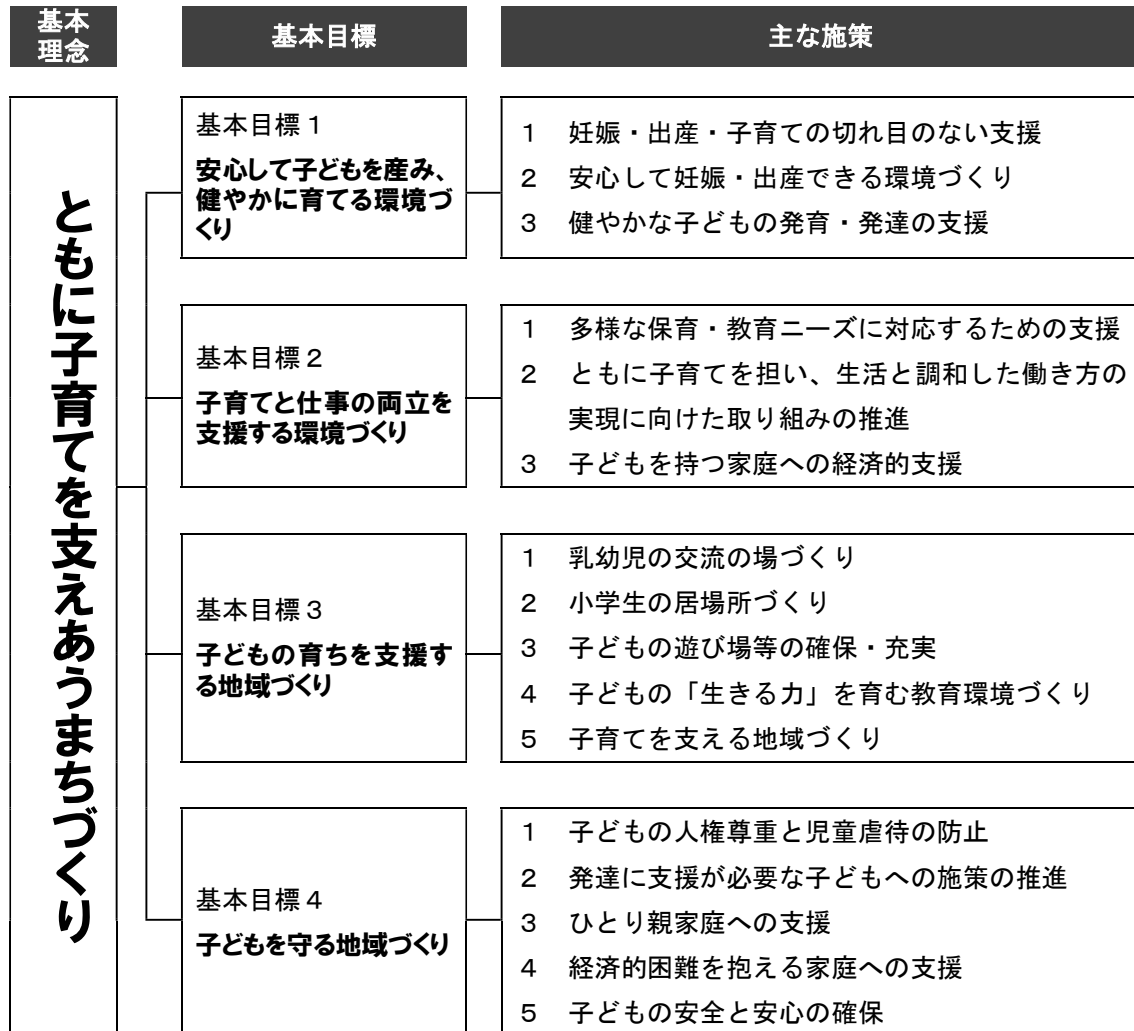 基本
理念
基本目標
主な施策
ともに子育てを支えあうまちづくり
基本目標1
安心して子どもを産み、
健やかに育てる環境づ
くり
1 妊娠・出産・子育ての切れ目のない支援
2 安心して妊娠・出産できる環境づくり
3 健やかな子どもの発育・発達の支援
基本目標2
子育てと仕事の両立を
支援する環境づくり
1 多様な保育・教育ニーズに対応するための支援
2 ともに子育てを担い、生活と調和した働き方の
実現に向けた取り組みの推進
3 子どもを持つ家庭への経済的支援
基本目標3
子どもの育ちを支援す
る地域づくり
1 乳幼児の交流の場づくり
2 小学生の居場所づくり
3 子どもの遊び場等の確保・充実
4 子どもの「生きる力」を育む教育環境づくり
5 子育てを支える地域づくり
基本目標4
子どもを守る地域づくり
1 子どもの人権尊重と児童虐待の防止
2 発達に支援が必要な子どもへの施策の推進
3 ひとり親家庭への支援
4 経済的困難を抱える家庭への支援
5 子どもの安全と安心の確保